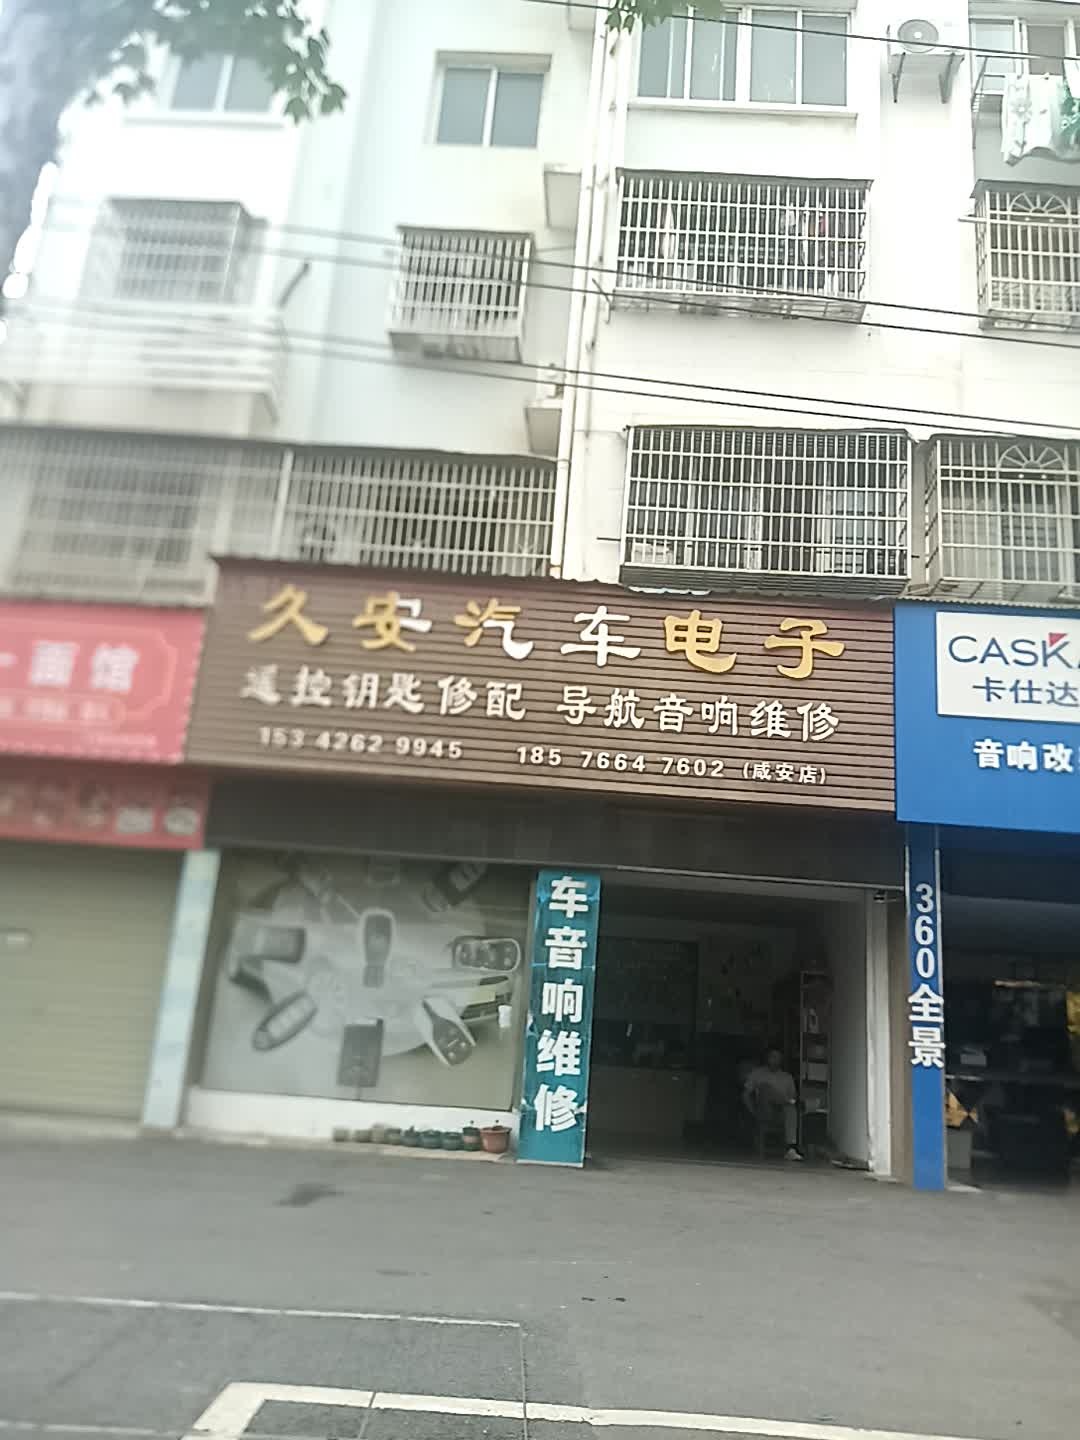 久安汽车电子
遥控钥匙修配 导航音响维修
153 4262 9945 185 7664 7602 (咸安店)
面馆
CASKA
卡仕达
音响改
车音响维修
360全景